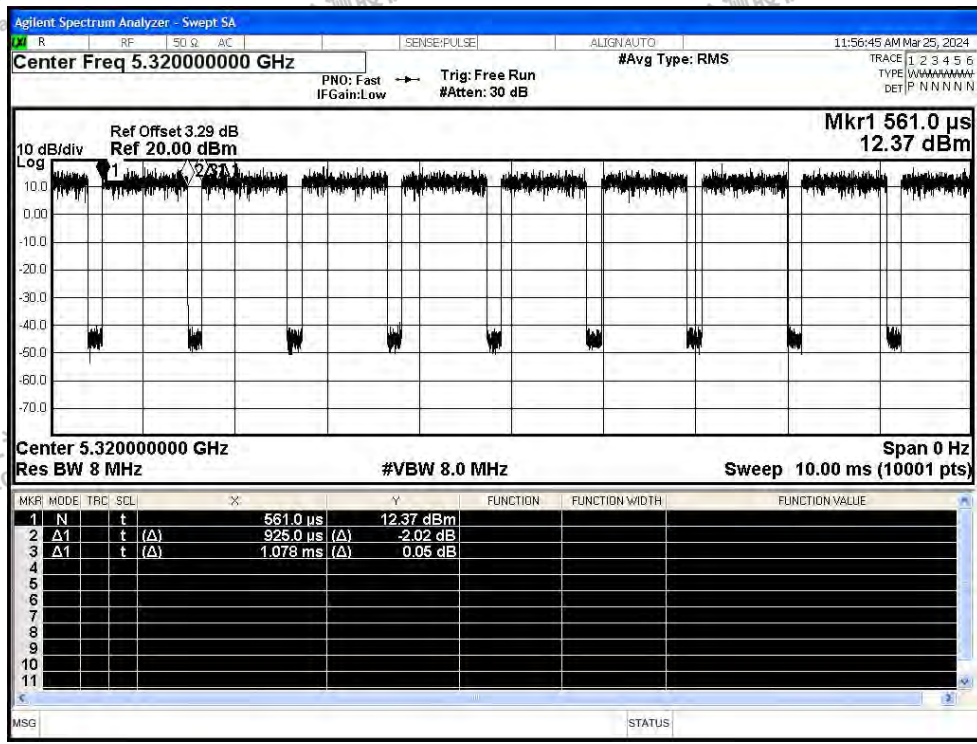 Agilent Spectrum Analyzer - Swept SA
R RF 50 Ω AC SENSE:PULSE ALIGN AUTO 11:56:45 AM Mar 25, 2024
Center Freq 5.320000000 GHz #Avg Type: RMS TRACE 1 2 3 4 5 6
PNO: Fast Trig: Free Run TYPE WWWWWW
IFGain:Low #Atten: 30 dB DET P N N N N N
Mkr1 561.0 µs
Ref Offset 3.29 dB
10 dB/div Ref 20.00 dBm 12.37 dBm
Log
1 2Δ1 3Δ1
10.0
0.00
-10.0
-20.0
-30.0
-40.0
-50.0
-60.0
-70.0
Center 5.320000000 GHz Span 0 Hz
Res BW 8 MHz #VBW 8.0 MHz Sweep 10.00 ms (10001 pts)
MKR MODE TRC SCL X Y FUNCTION FUNCTION WIDTH FUNCTION VALUE
1 N t 561.0 µs 12.37 dBm
2 Δ1 t (Δ) 925.0 µs (Δ) -2.02 dB
3 Δ1 t (Δ) 1.078 ms (Δ) 0.05 dB
4
5
6
7
8
9
10
11
MSG STATUS